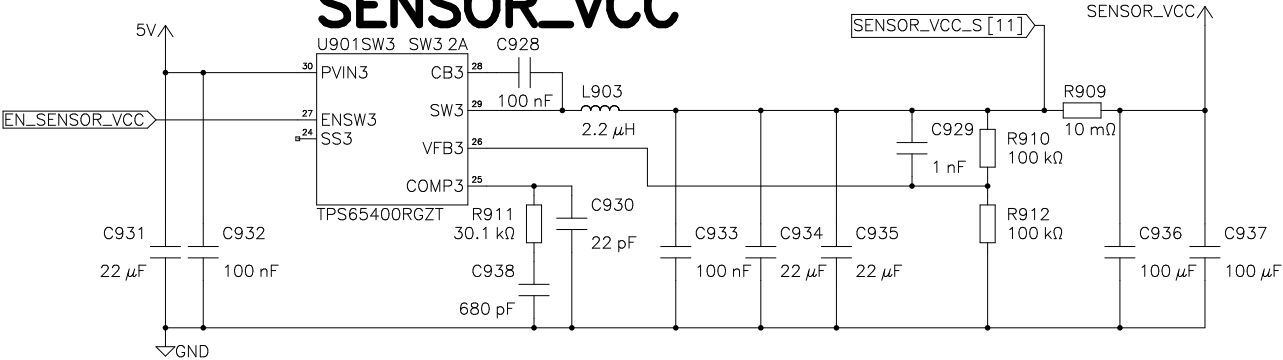 SENSOR_VCC
SENSOR_VCC
5V
SENSOR_VCC_S [11]
U901SW3 SW3 2A
C928
30 PVIN3
CB3 28
100 nF
L903
R909
SW3 29
EN_SENSOR_VCC
27 ENSW3
2.2 µH
10 mΩ
24 SS3
C929
R910
VFB3 26
100 kΩ
1 nF
COMP3 25
TPS65400RGZT
R911
C930
R912
30.1 kΩ
100 kΩ
C931
C932
22 pF
C933
C934
C935
C936
C937
22 µF
100 nF
C938
100 nF
22 µF
22 µF
100 µF
100 µF
680 pF
GND